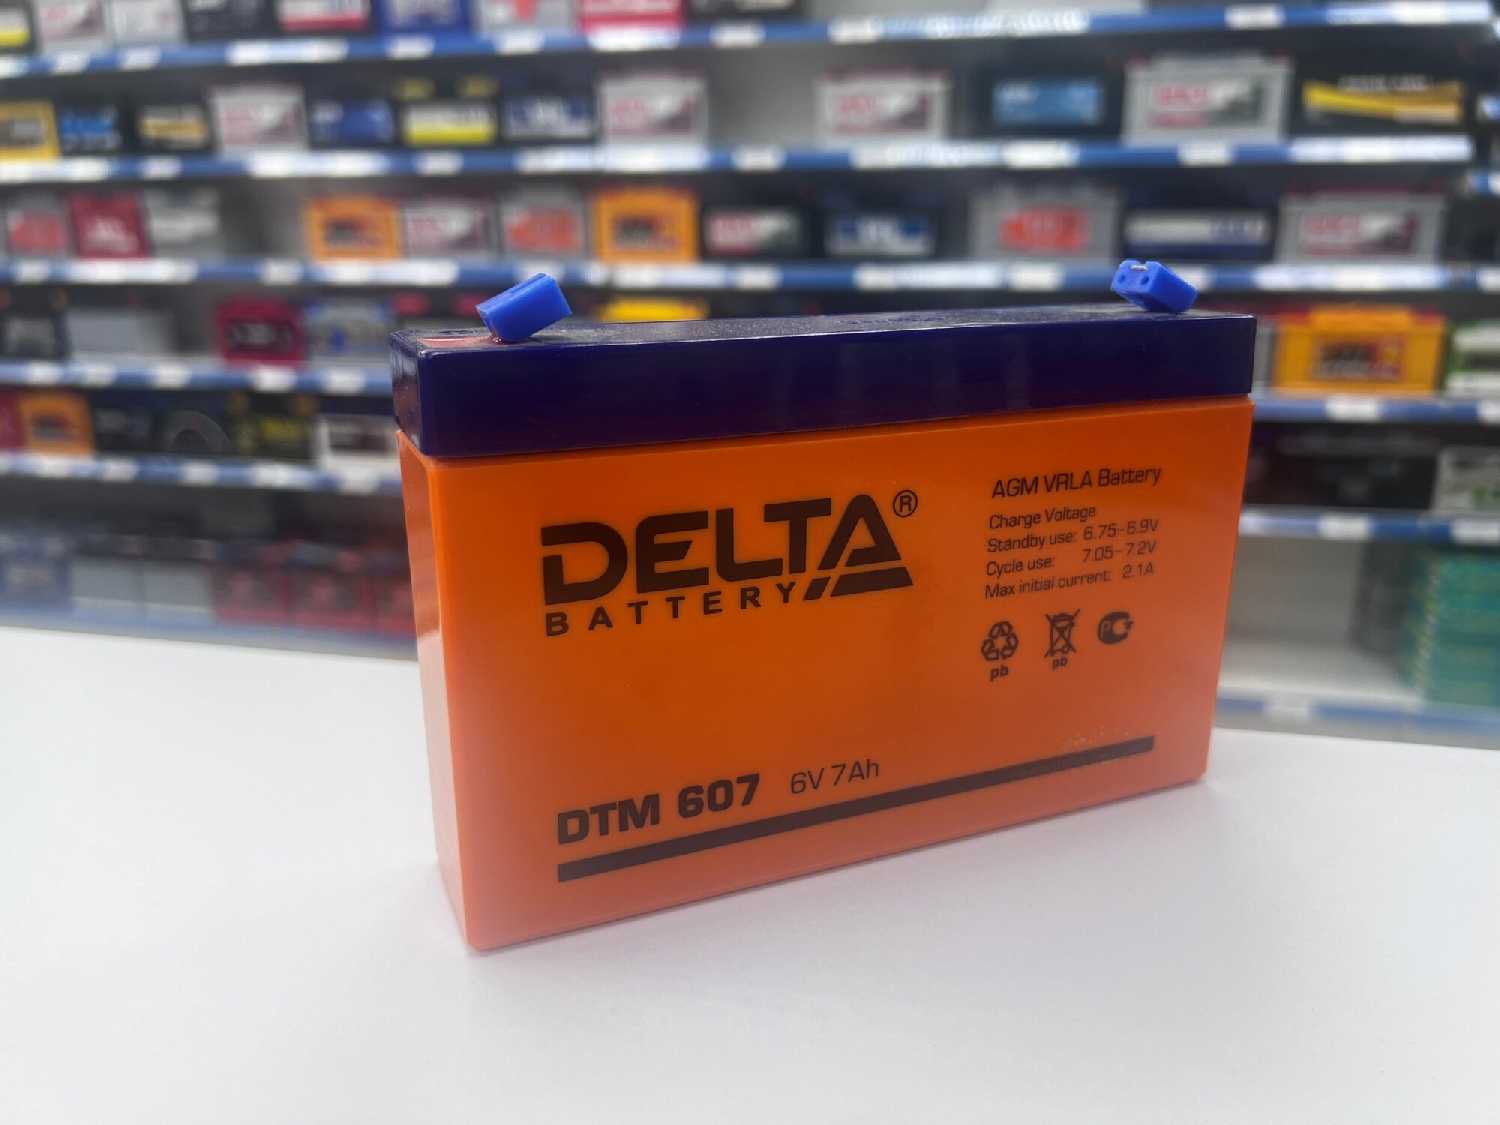 DELTA®
BATTERY
AGM VRLA Battery
Charge Voltage
Standby use: 6.75-6.9V
Cycle use: 7.05-7.2V
Max initial current: 2.1A
pb
pb
DTM 607 6V 7Ah